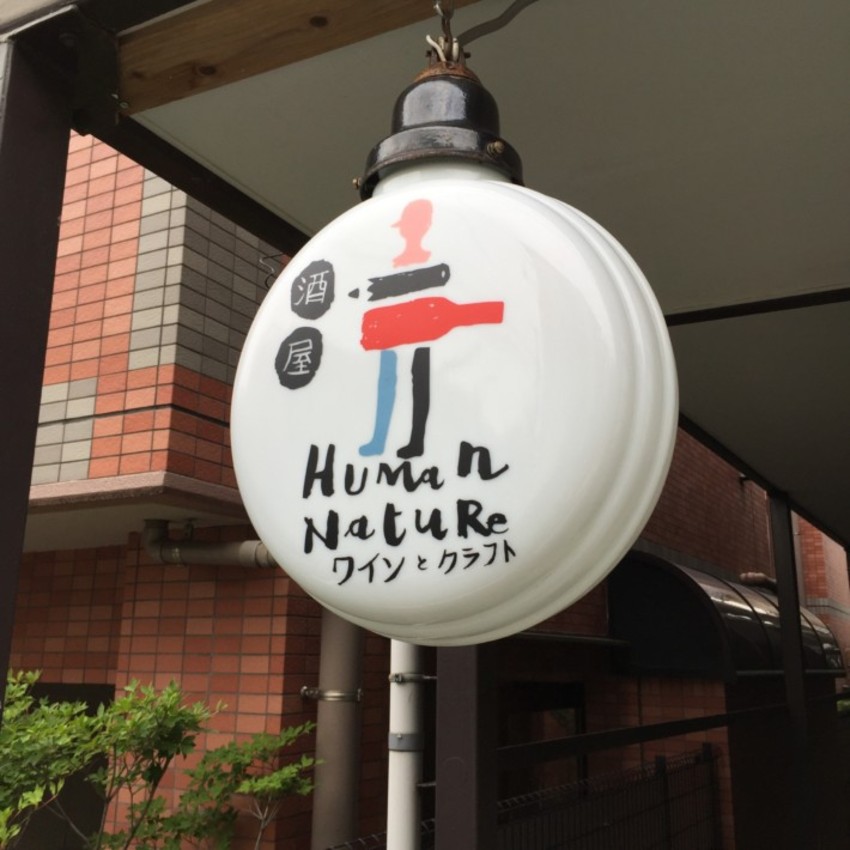 酒
屋
Human
Nature
ワインとクラフト